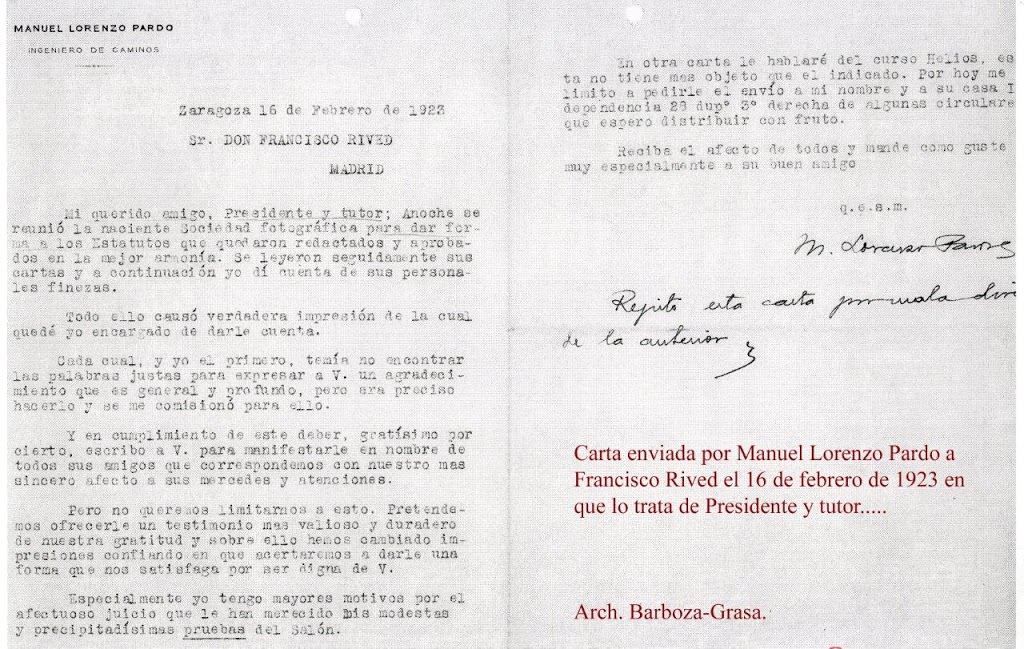 MANUEL LORENZO PARDO
INGENIERO DE CAMINOS
Zaragoza 16 de Febrero de 1923
Sr. DON FRANCISCO RIVED
MADRID
Mi querido amigo, Presidente y tutor; Anoche se
reunió la naciente Sociedad fotográfica para dar for-
ma a los Estatutos que quedaron redactados y aproba-
dos en la mejor armonía. Se leyeron seguidamente sus
cartas y a continuación yo dí cuenta de sus persona-
les finezas.
Todo ello causó verdadera impresión de la cual
quedé yo encargado de darle cuenta.
Cada cual, y yo el primero, temía no encontrar
las palabras justas para expresar a V. un agradeci-
miento que es general y profundo, pero era preciso
hacerlo y se me comisionó para ello.
Y en cumplimiento de este deber, gratísimo por
cierto, escribo a V. para manifestarle en nombre de
todos sus amigos que correspondemos con nuestro mas
sincero afecto a sus mercedes y atenciones.
Pero no queremos limitarnos a esto. Pretende-
mos ofrecerle un testimonio mas valioso y duradero
de nuestra gratitud y sobre ello hemos cambiado im-
presiones confiando en que acertaremos a darle una
forma que nos satisfaga por ser digna de V.
Especialmente yo tengo mayores motivos por el
afectuoso juicio que le han merecido mis modestas
y precipitadísimas pruebas del Salón.
En otra carta le hablaré del curso Helios, es
ta no tiene mas objeto que el indicado. Por hoy me
limito a pedirle el envío a mi nombre y a su casa I
dependencia 28 dupº 3º derecha de algunas circulare
que espero distribuir con fruto.
Reciba el afecto de todos y mande como guste
muy especialmente a su buen amigo
q.e.s.m.
M. Lorenzo Pardo
Repito esta carta por mala dire
de la anterior
Carta enviada por Manuel Lorenzo Pardo a
Francisco Rived el 16 de febrero de 1923 en
que lo trata de Presidente y tutor.....
Arch. Barboza-Grasa.